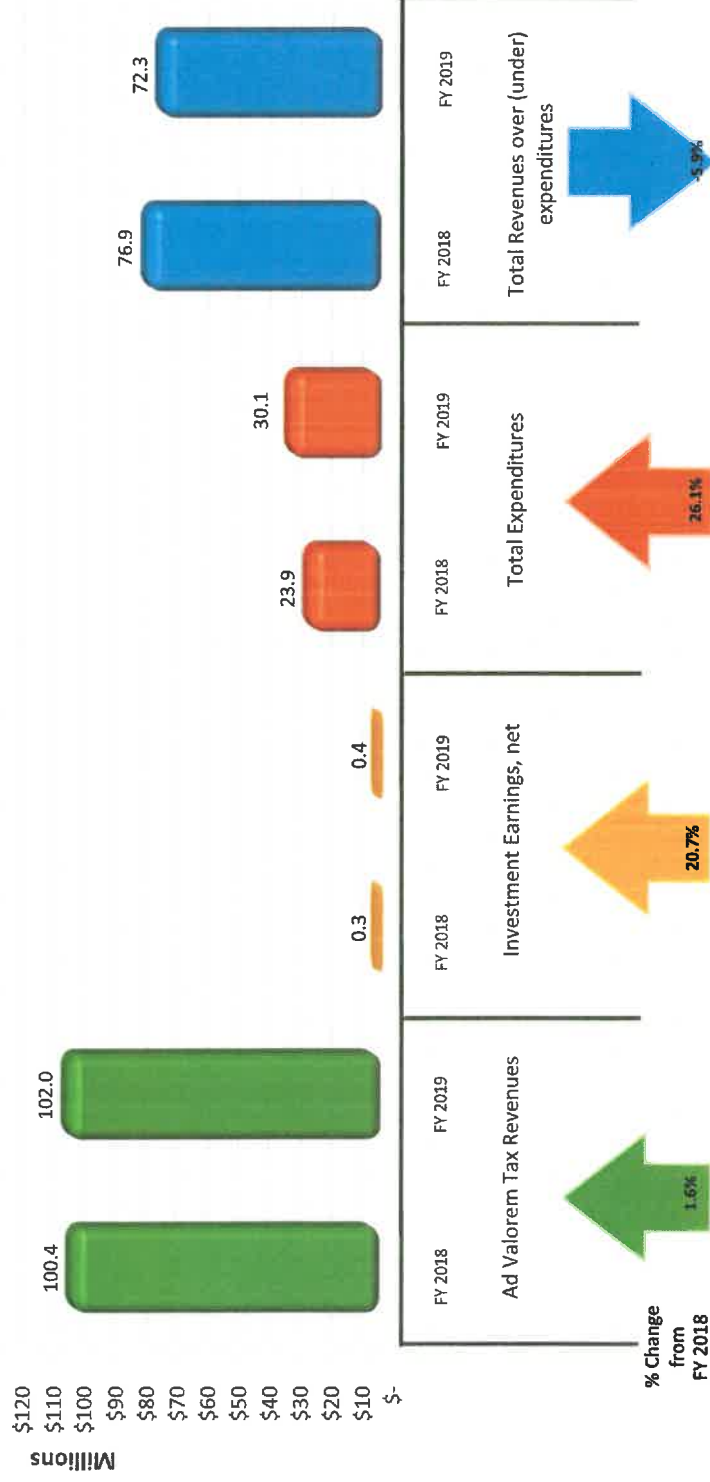 Millions
$120
$110
$100
$90
$80
$70
$60
$50
$40
$30
$20
$10
$-
100.4
102.0
0.3
0.4
23.9
30.1
76.9
72.3
FY 2018
FY 2019
FY 2018
FY 2019
FY 2018
FY 2019
FY 2018
FY 2019
Ad Valorem Tax Revenues
Investment Earnings, net
Total Expenditures
Total Revenues over (under)
expenditures
% Change
from
FY 2018
1.6%
20.7%
26.1%
-5.9%